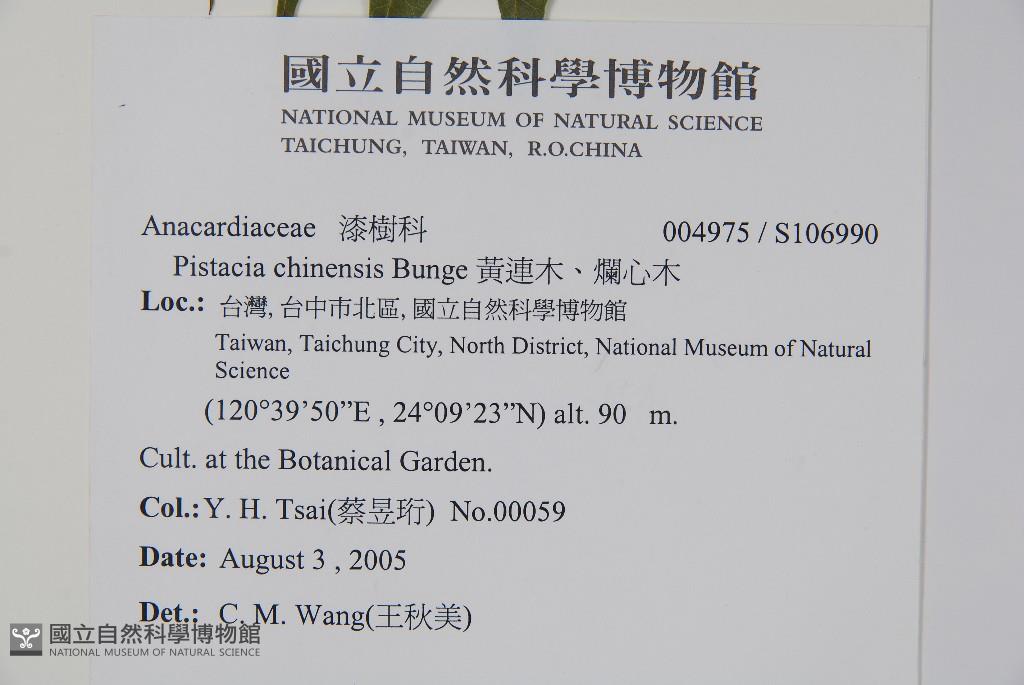 國立自然科學博物館
NATIONAL MUSEUM OF NATURAL SCIENCE
TAICHUNG, TAIWAN, R.O.CHINA
Anacardiaceae 漆樹科 004975 / S106990
Pistacia chinensis Bunge 黃連木、爛心木
Loc.: 台灣, 台中市北區, 國立自然科學博物館
Taiwan, Taichung City, North District, National Museum of Natural
Science
(120°39’50”E , 24°09’23”N) alt. 90 m.
Cult. at the Botanical Garden.
Col.: Y. H. Tsai(蔡昱珩) No.00059
Date: August 3 , 2005
Det.: C. M. Wang(王秋美)
國立自然科學博物館
NATIONAL MUSEUM OF NATURAL SCIENCE